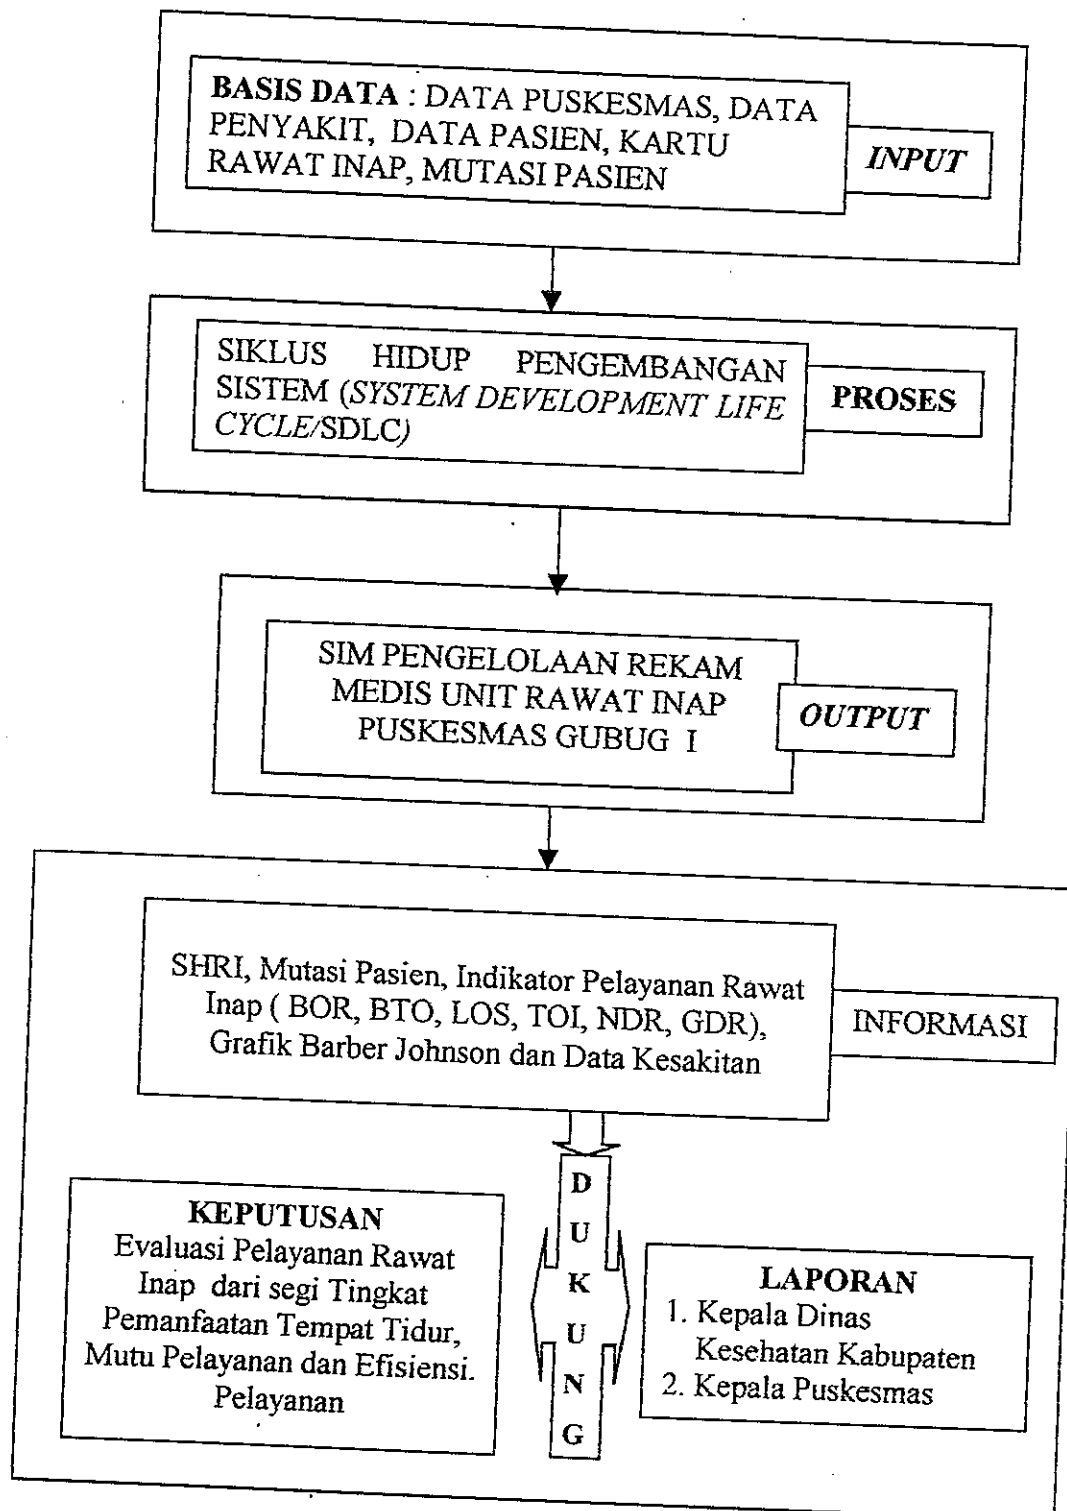 BASIS DATA : DATA PUSKESMAS, DATA
PENYAKIT, DATA PASIEN, KARTU
RAWAT INAP, MUTASI PASIEN
INPUT
SIKLUS HIDUP PENGEMBANGAN
SISTEM (SYSTEM DEVELOPMENT LIFE
CYCLE/SDLC)
PROSES
SIM PENGELOLAAN REKAM
MEDIS UNIT RAWAT INAP
PUSKESMAS GUBUG I
OUTPUT
SHRI, Mutasi Pasien, Indikator Pelayanan Rawat
Inap ( BOR, BTO, LOS, TOI, NDR, GDR),
Grafik Barber Johnson dan Data Kesakitan
INFORMASI
D
U
K
U
N
G
KEPUTUSAN
Evaluasi Pelayanan Rawat
Inap dari segi Tingkat
Pemanfaatan Tempat Tidur,
Mutu Pelayanan dan Efisiensi.
Pelayanan
LAPORAN
1. Kepala Dinas
Kesehatan Kabupaten
2. Kepala Puskesmas